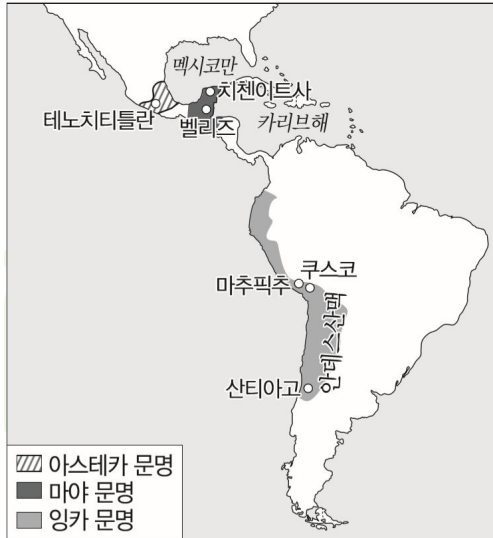 멕시코만
치첸이트사
테노치티틀란
벨리즈
카리브해
쿠스코
마추픽추
안데스산맥
산티아고
아스테카 문명
마야 문명
잉카 문명